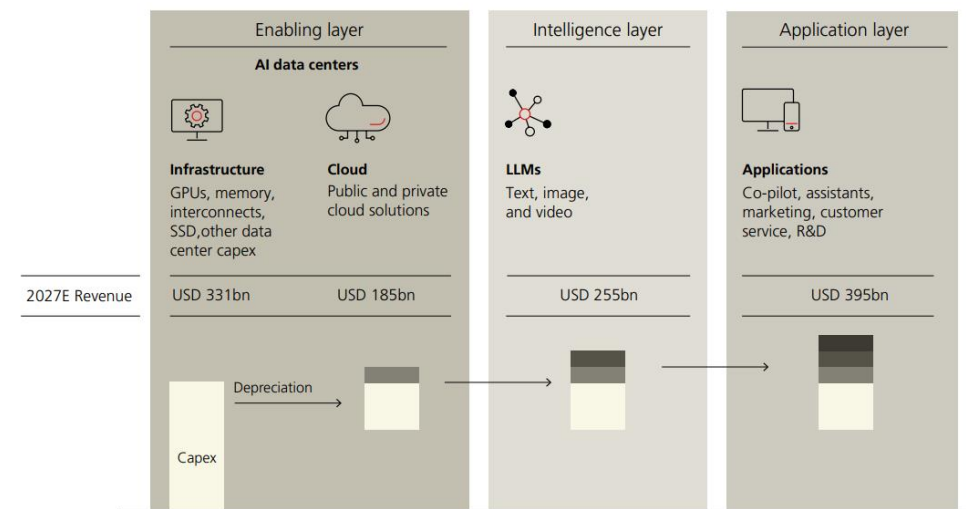 Enabling layer
Intelligence layer
Application layer
AI data centers
Infrastructure
GPUs, memory,
interconnects,
SSD,other data
center capex
Cloud
Public and private
cloud solutions
LLMs
Text, image,
and video
Applications
Co-pilot, assistants,
marketing, customer
service, R&D
2027E Revenue
USD 331bn
USD 185bn
USD 255bn
USD 395bn
Depreciation
Capex